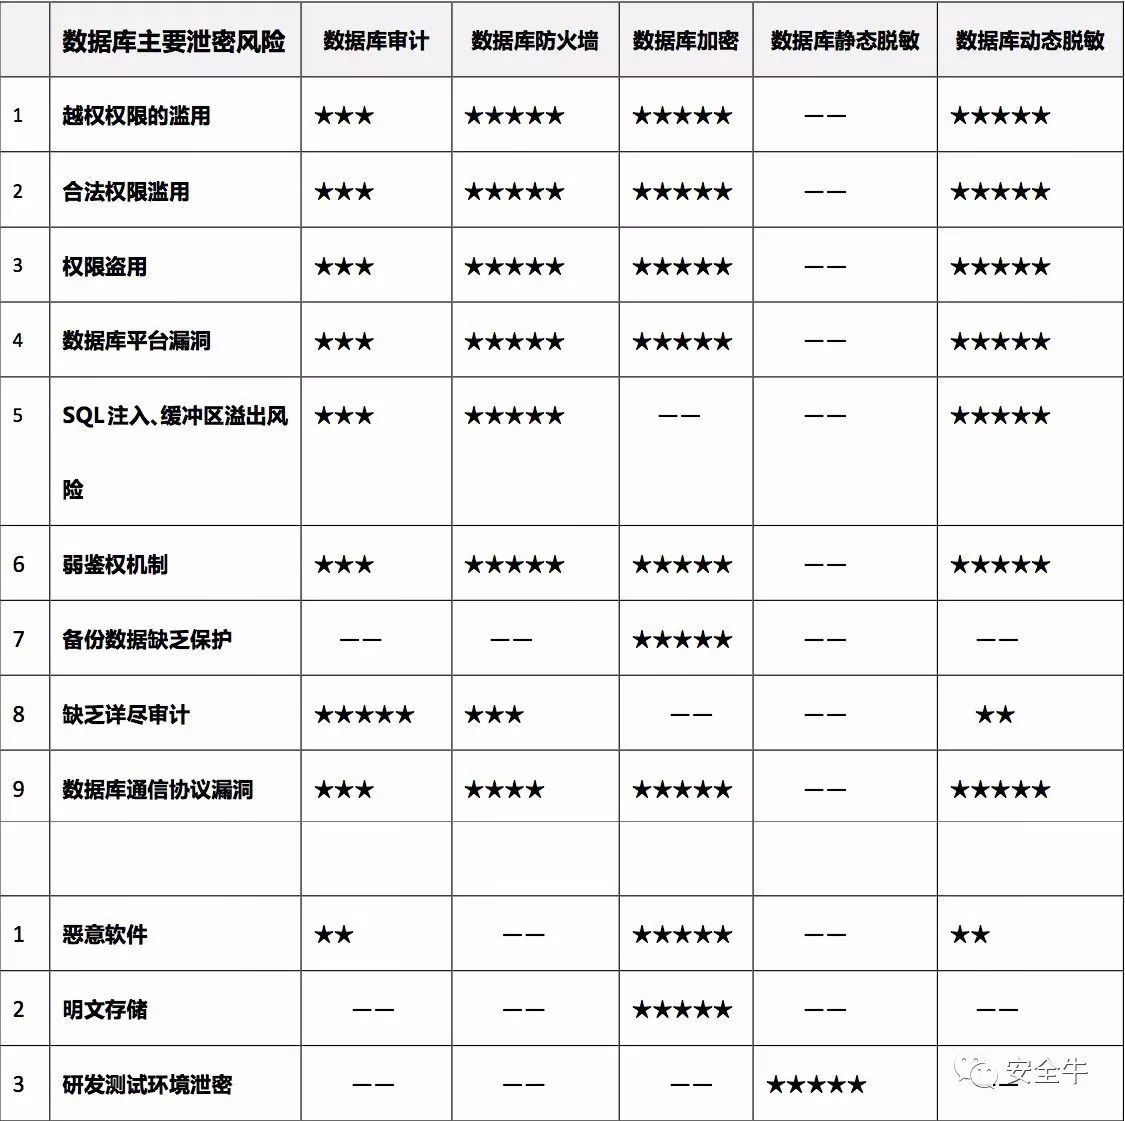 数据库主要泄密风险 数据库审计 数据库防火墙 数据库加密 数据库静态脱敏 数据库动态脱敏
1 越权权限的滥用 ★★★ ★★★★★ ★★★★★ —— ★★★★★
2 合法权限滥用 ★★★ ★★★★★ ★★★★★ —— ★★★★★
3 权限盗用 ★★★ ★★★★★ ★★★★★ —— ★★★★★
4 数据库平台漏洞 ★★★ ★★★★★ ★★★★★ —— ★★★★★
5 SQL注入、缓冲区溢出风 ★★★ ★★★★★ —— —— ★★★★★
险
6 弱鉴权机制 ★★★ ★★★★★ ★★★★★ —— ★★★★★
7 备份数据缺乏保护 —— —— ★★★★★ —— ——
8 缺乏详尽审计 ★★★★★ ★★★ —— —— ★★
9 数据库通信协议漏洞 ★★★ ★★★★ ★★★★★ —— ★★★★★
1 恶意软件 ★★ —— ★★★★★ —— ★★
2 明文存储 —— —— ★★★★★ —— ——
3 研发测试环境泄密 —— —— —— ★★★★★ ——
安全牛